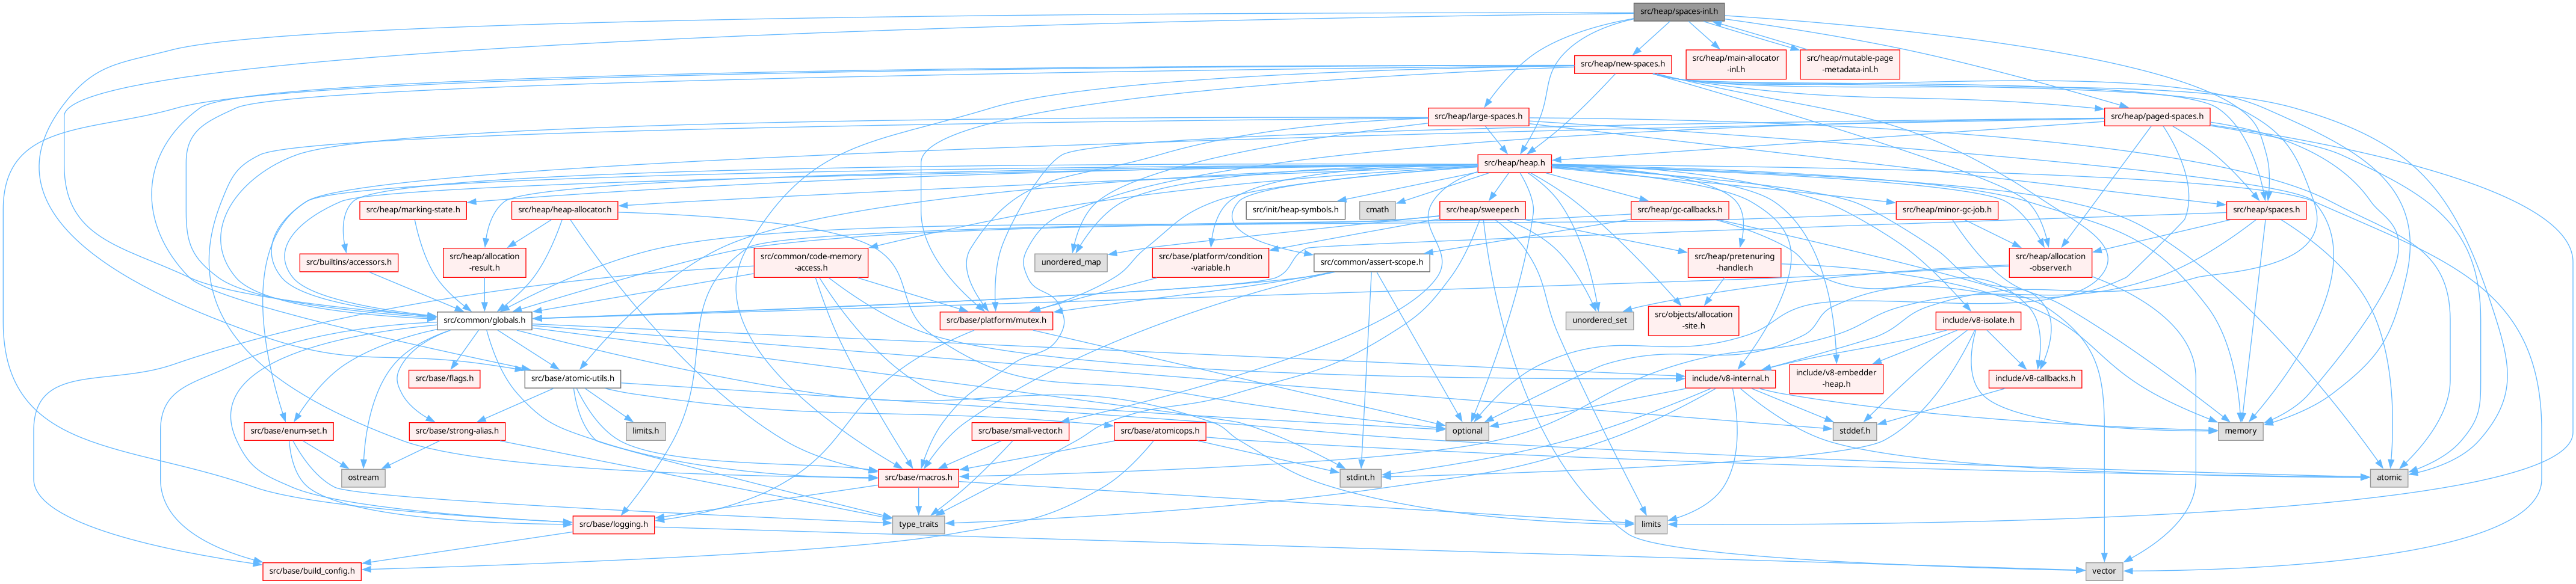 src/heap/spaces-inl.h
src/heap/new-spaces.h
src/heap/main-allocator
-inl.h
src/heap/mutable-page
-metadata-inl.h
src/heap/large-spaces.h
src/heap/paged-spaces.h
src/heap/heap.h
src/heap/marking-state.h
src/heap/heap-allocator.h
src/init/heap-symbols.h
cmath
src/heap/sweeper.h
src/heap/gc-callbacks.h
src/heap/minor-gc-job.h
src/heap/spaces.h
src/builtins/accessors.h
src/heap/allocation
-result.h
src/common/code-memory
-access.h
unordered_map
src/base/platform/condition
-variable.h
src/common/assert-scope.h
src/heap/pretenuring
-handler.h
src/heap/allocation
-observer.h
src/common/globals.h
src/base/platform/mutex.h
unordered_set
src/objects/allocation
-site.h
include/v8-isolate.h
src/base/flags.h
src/base/atomic-utils.h
include/v8-internal.h
include/v8-embedder
-heap.h
include/v8-callbacks.h
src/base/enum-set.h
src/base/strong-alias.h
limits.h
src/base/small-vector.h
src/base/atomicops.h
optional
stddef.h
memory
ostream
src/base/macros.h
stdint.h
atomic
src/base/logging.h
type_traits
limits
src/base/build_config.h
vector